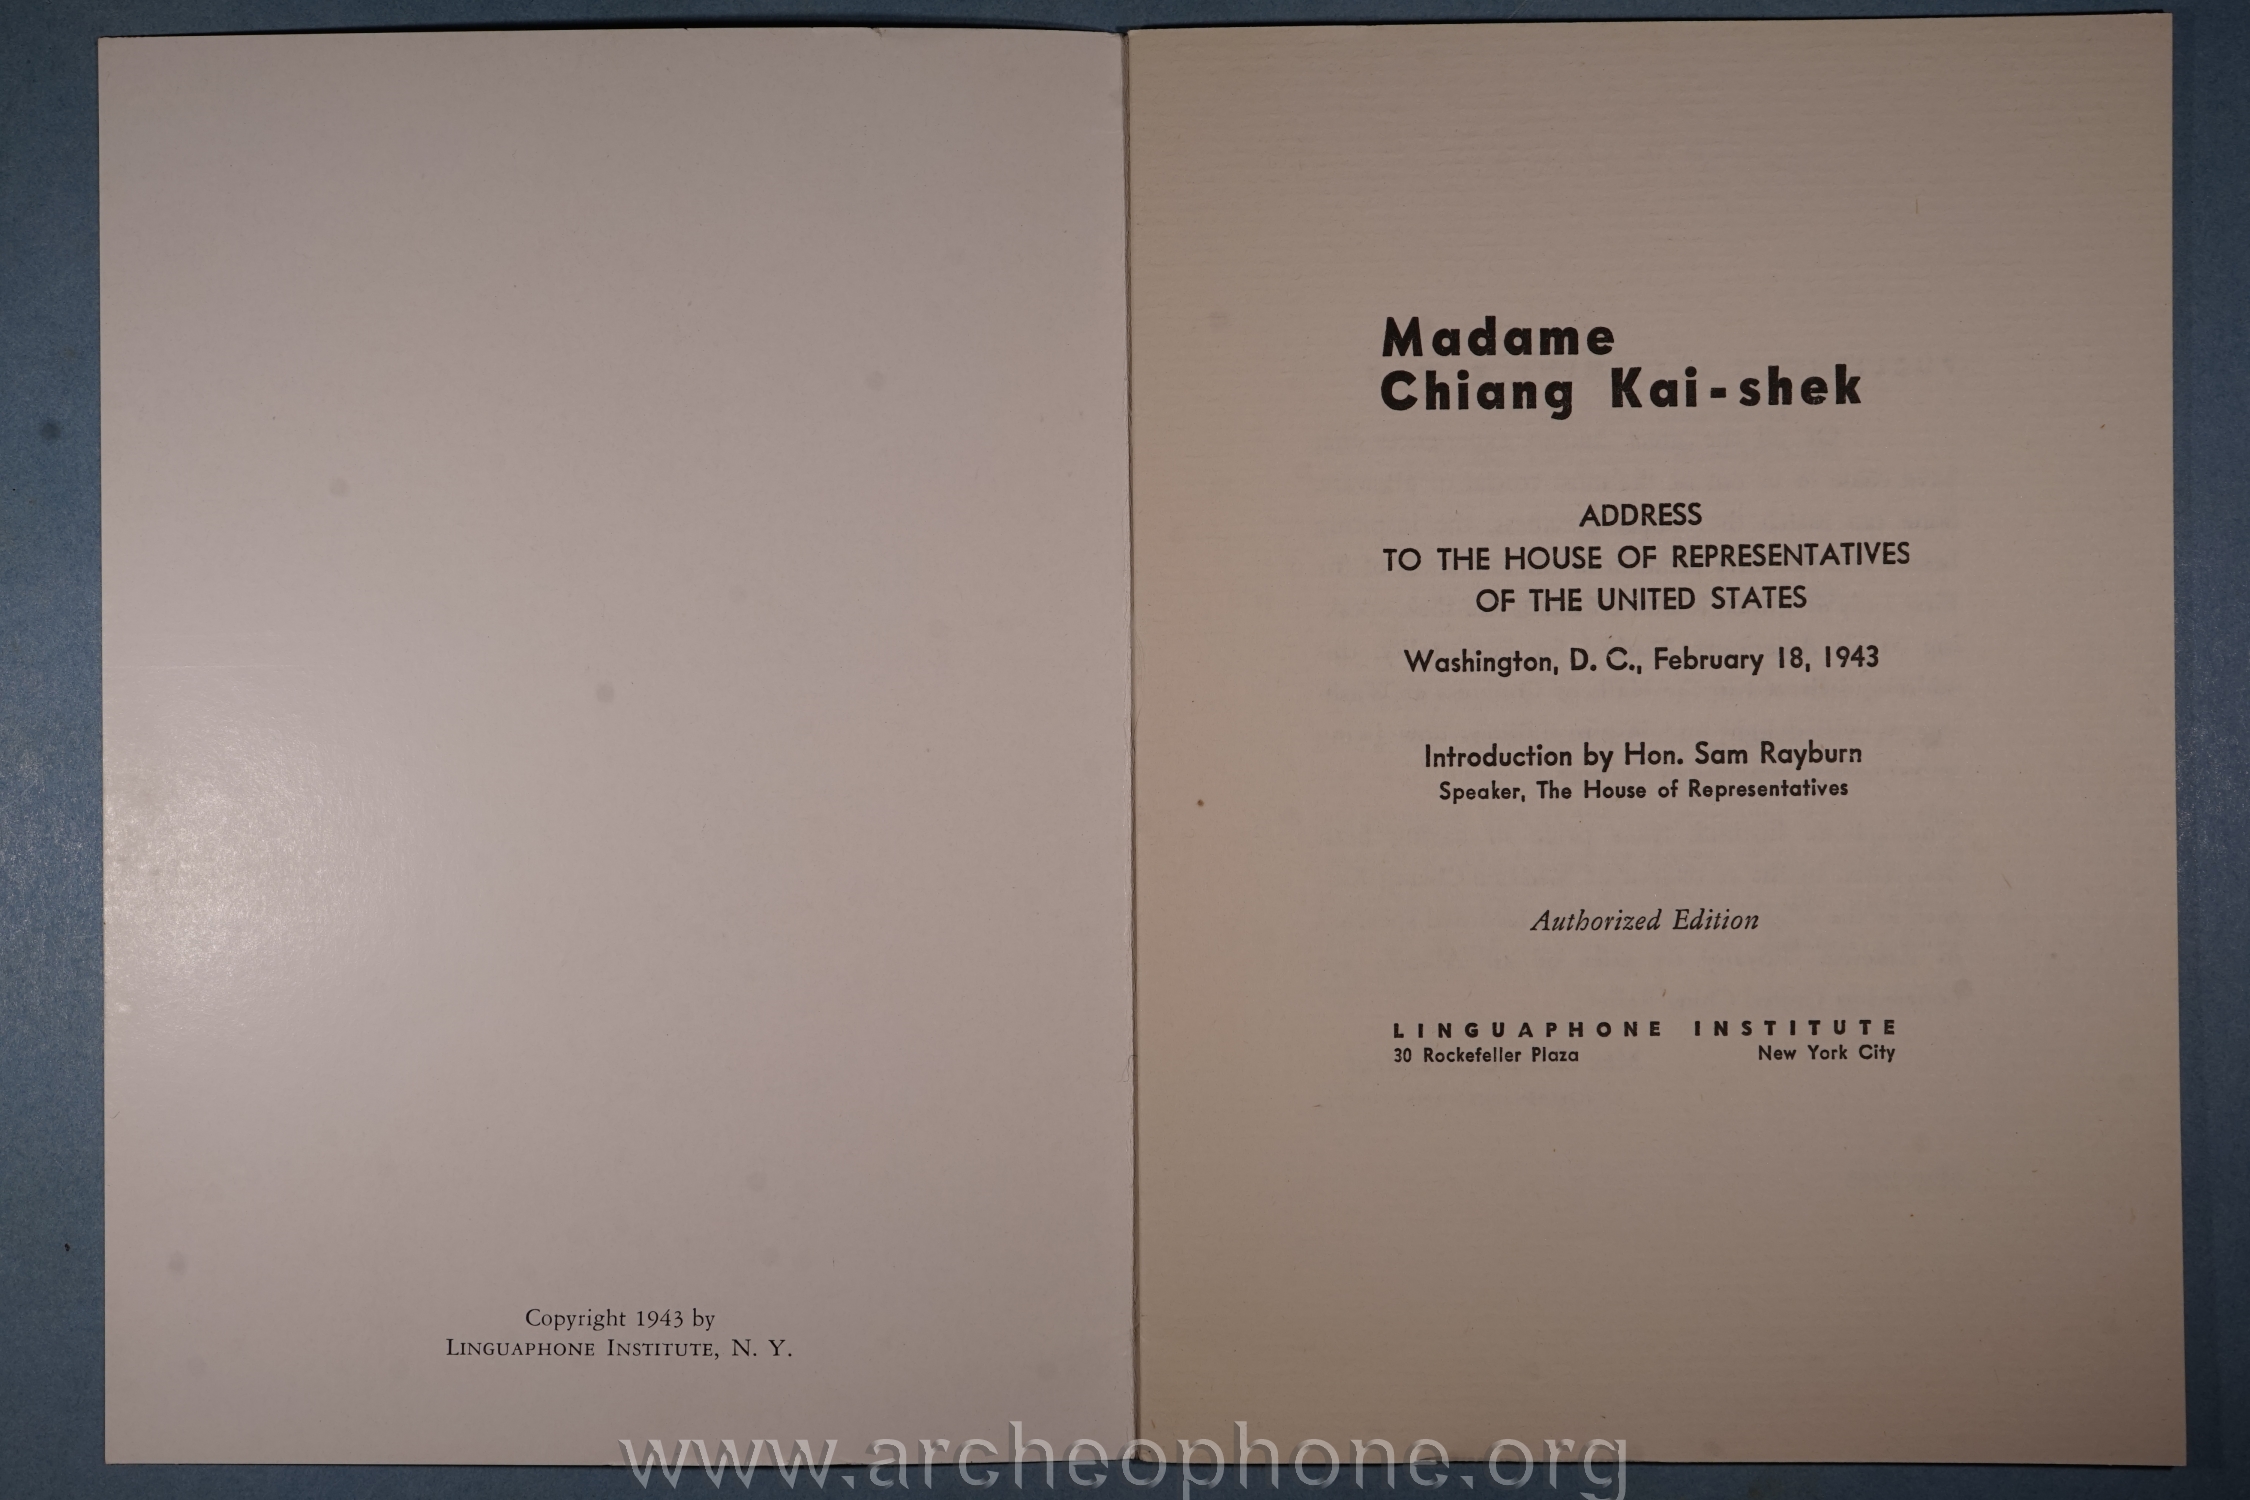 Copyright 1943 by
LINGUAPHONE INSTITUTE, N. Y.
Madame
Chiang Kai-shek
ADDRESS
TO THE HOUSE OF REPRESENTATIVES
OF THE UNITED STATES
Washington, D. C., February 18, 1943
Introduction by Hon. Sam Rayburn
Speaker, The House of Representatives
Authorized Edition
LINGUAPHONE INSTITUTE
30 Rockefeller Plaza New York City
www.archeophone.org